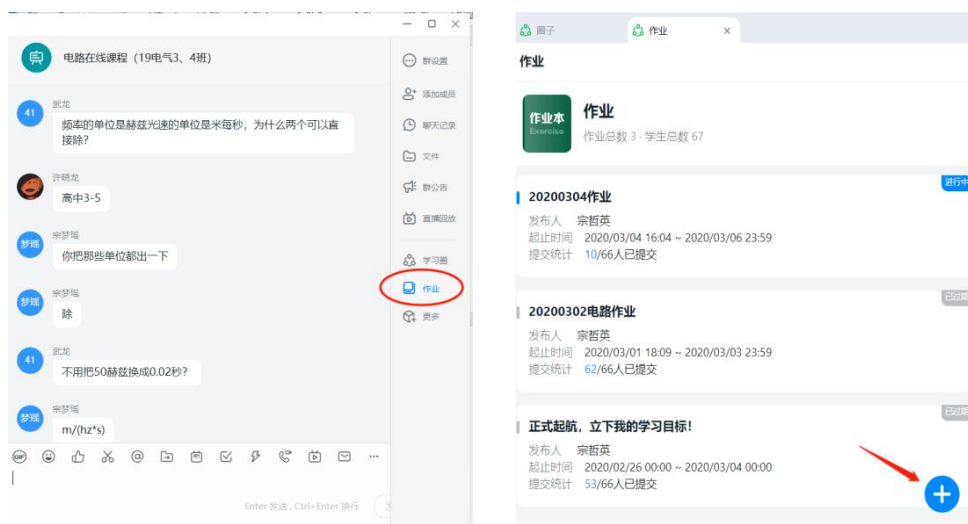 电路在线课程（19电气3、4班）
41
武龙
频率的单位是赫兹光速的单位是米每秒，为什么两个可以直
接除？
许晓龙
高中3-5
梦瑶
宗梦瑶
你把那些单位都出一下
梦瑶
宗梦瑶
除
41
武龙
不用把50赫兹换成0.02秒？
梦瑶
宗梦瑶
m/(hz*s)
GIF
Enter 发送，Ctrl+Enter 换行
群设置
添加成员
聊天记录
文件
群公告
直播回放
学习圈
作业
更多
圈子
作业
作业
作业本
Exercise
作业
作业总数 3 · 学生总数 67
进行中
20200304作业
发布人 宗哲英
起止时间 2020/03/04 16:04 ~ 2020/03/06 23:59
提交统计 10/66人已提交
已过期
20200302电路作业
发布人 宗哲英
起止时间 2020/03/01 18:09 ~ 2020/03/03 23:59
提交统计 62/66人已提交
已过期
正式起航，立下我的学习目标！
发布人 宗哲英
起止时间 2020/02/26 00:00 ~ 2020/03/04 00:00
提交统计 53/66人已提交